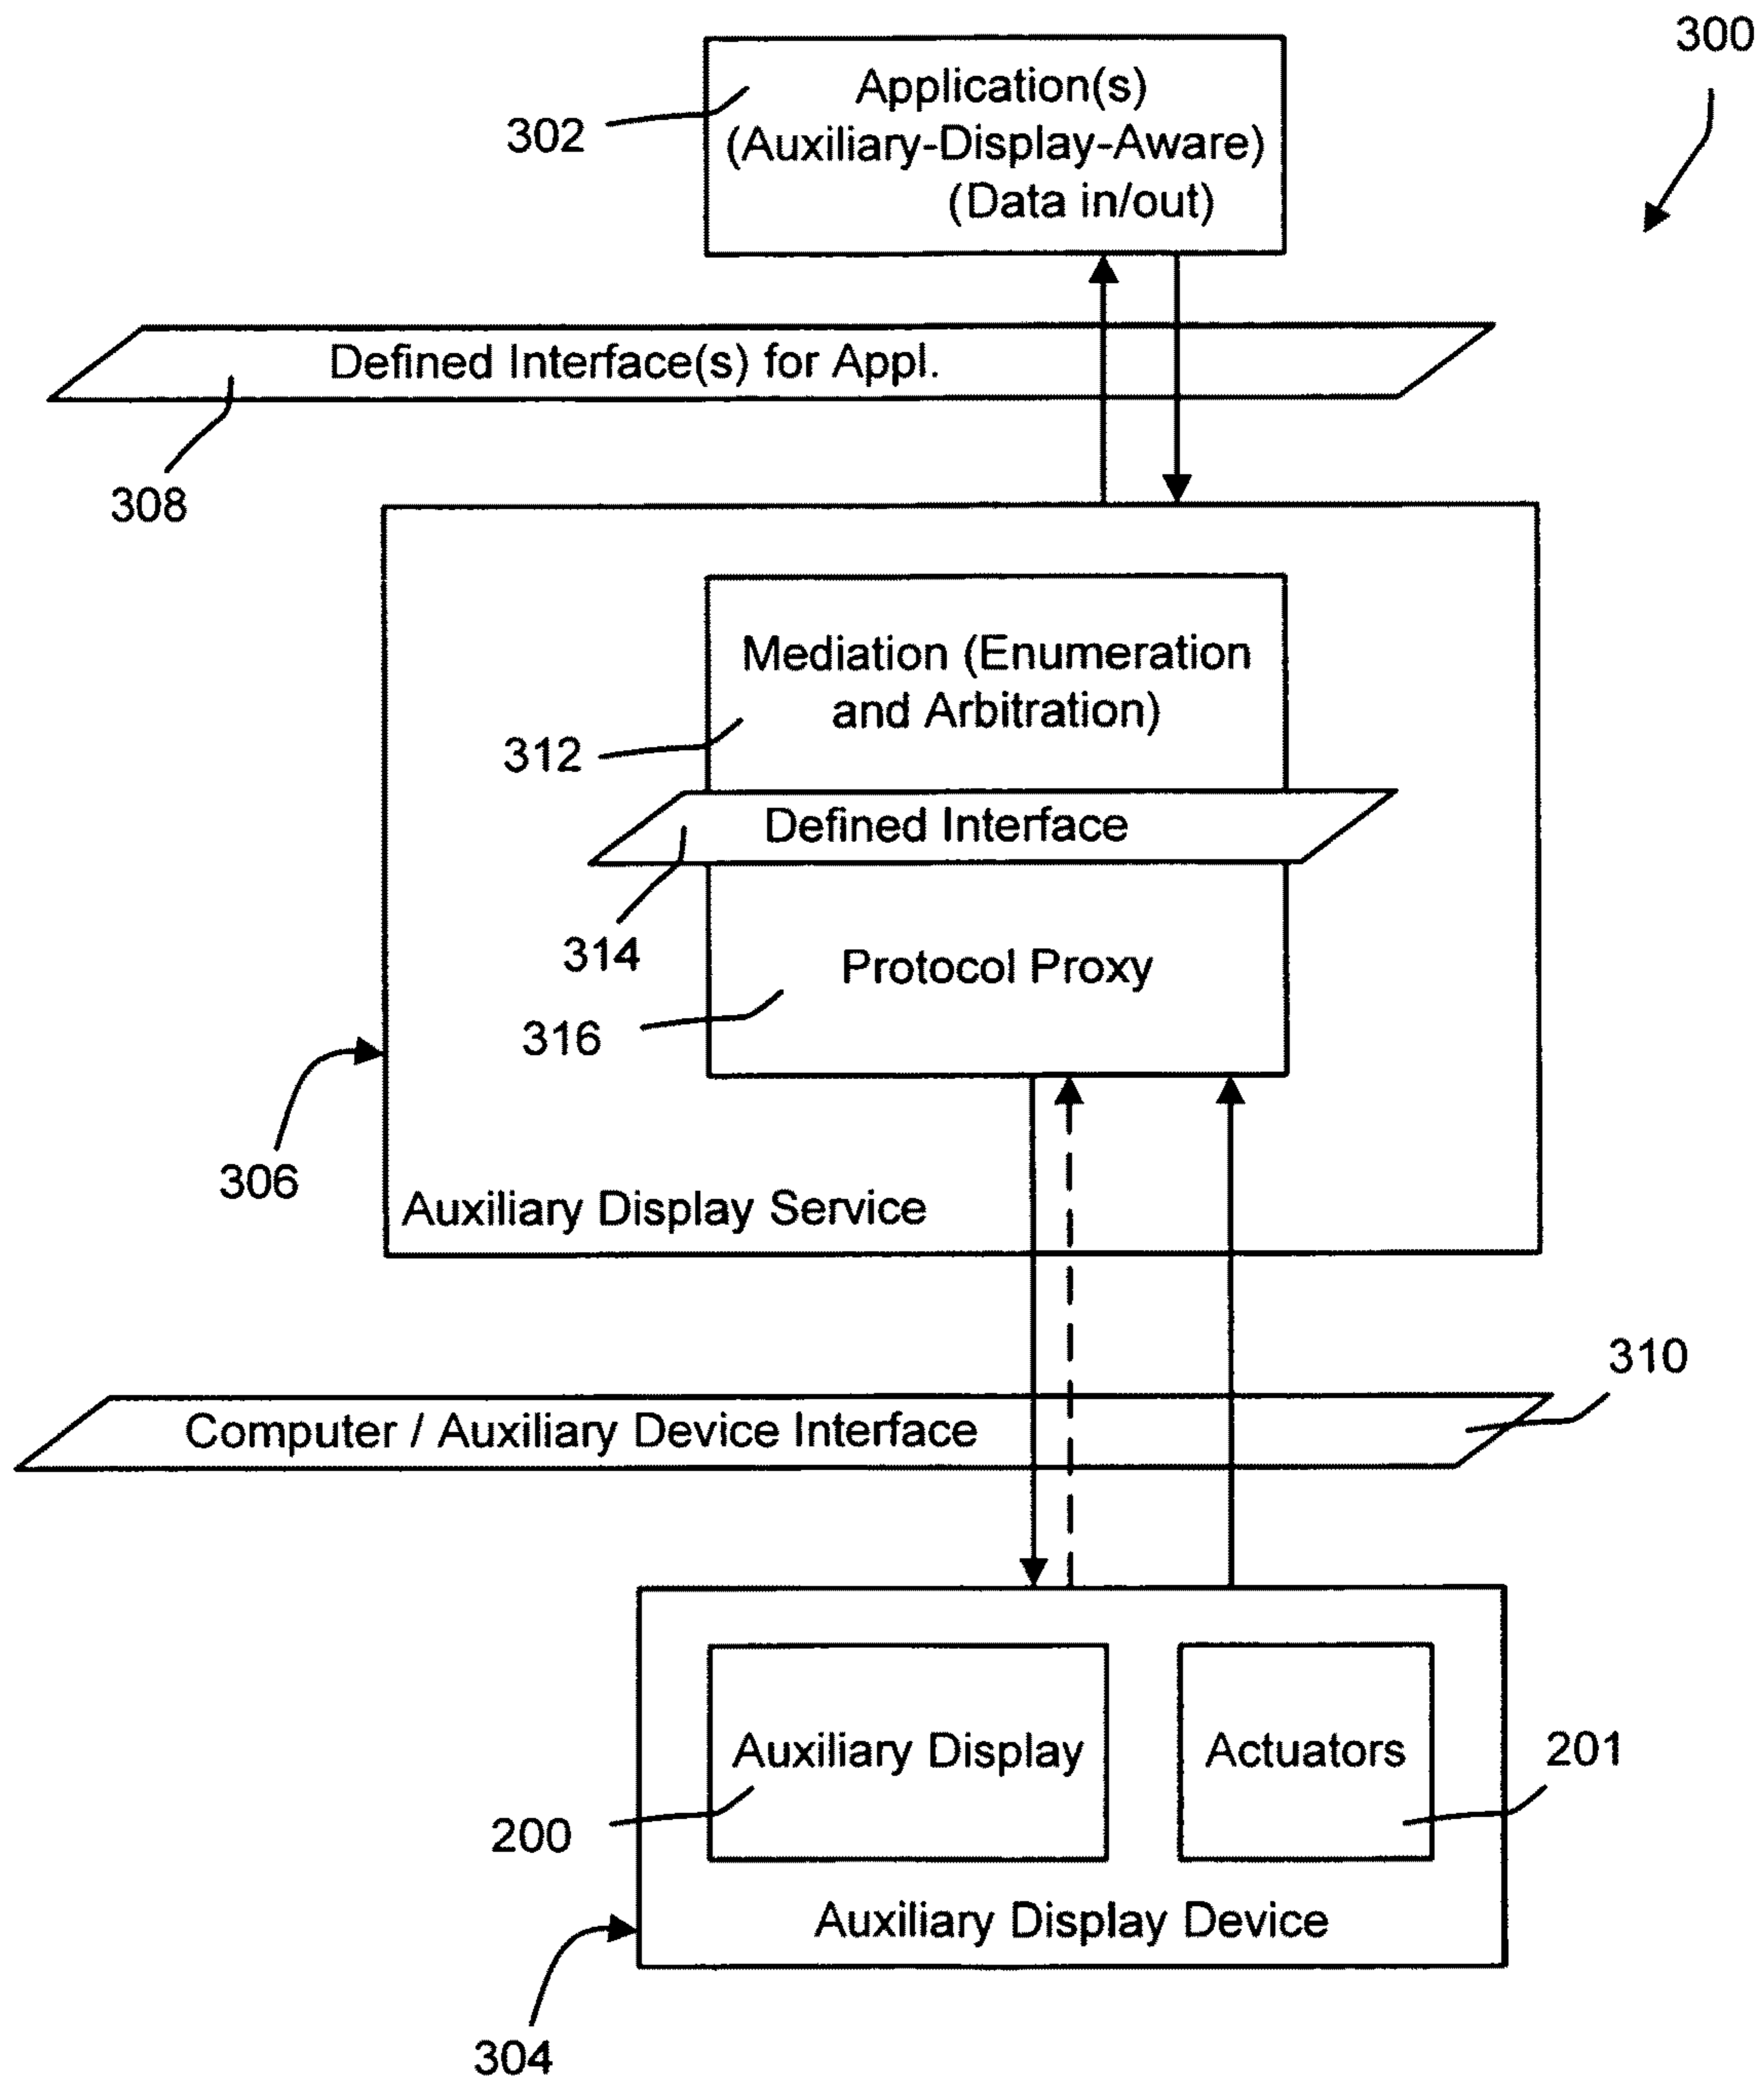 300
Application(s)
(Auxiliary-Display-Aware)
(Data in/out)
302
Defined Interface(s) for Appl.
308
Mediation (Enumeration
and Arbitration)
312
Defined Interface
314
Protocol Proxy
316
306
Auxiliary Display Service
310
Computer / Auxiliary Device Interface
Auxiliary Display
Actuators
201
200
Auxiliary Display Device
304